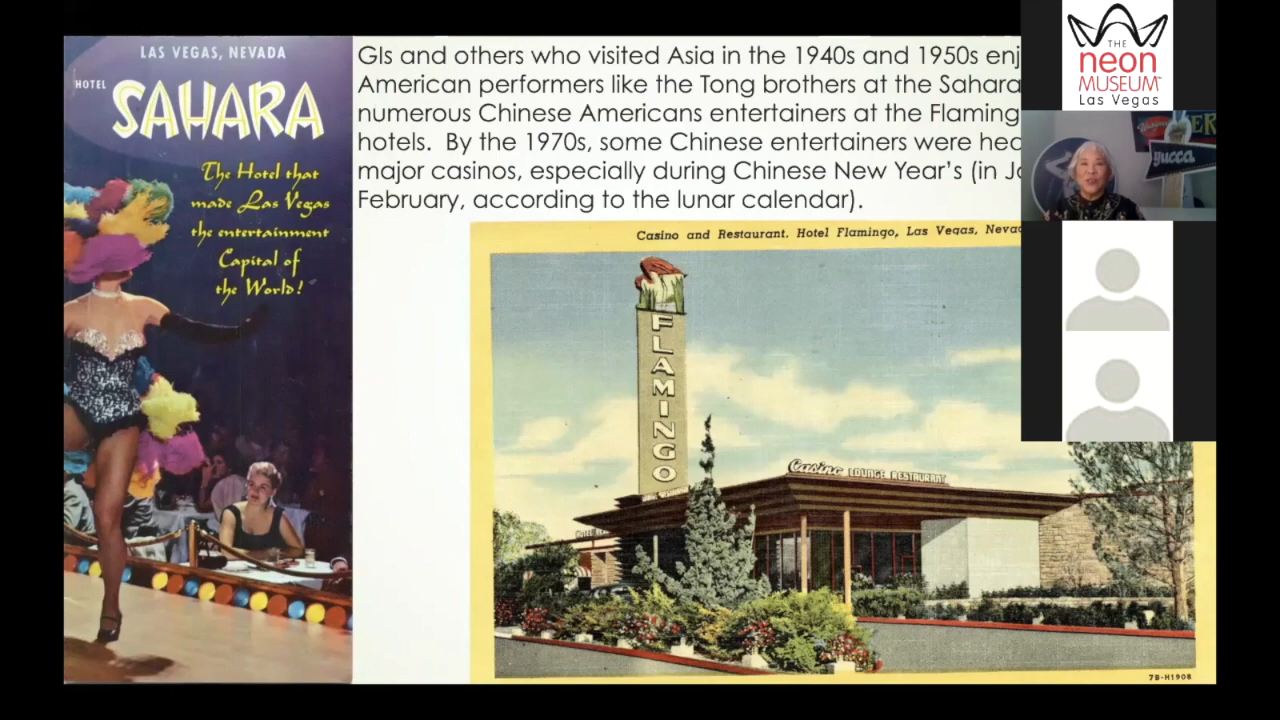 LAS VEGAS, NEVADA
HOTEL
SAHARA
The Hotel that
made Las Vegas
the entertainment
Capital of
the World!
GIs and others who visited Asia in the 1940s and 1950s enj
American performers like the Tong brothers at the Sahara
numerous Chinese Americans entertainers at the Flaming
hotels. By the 1970s, some Chinese entertainers were hea
major casinos, especially during Chinese New Year's (in Ja
February, according to the lunar calendar).
Casino and Restaurant, Hotel Flamingo, Las Vegas, Nevad
FLAMINGO
Casino LOUNGE RESTAURANT
7B-H1908
THE
neon
MUSEUM
Las Vegas
yucca